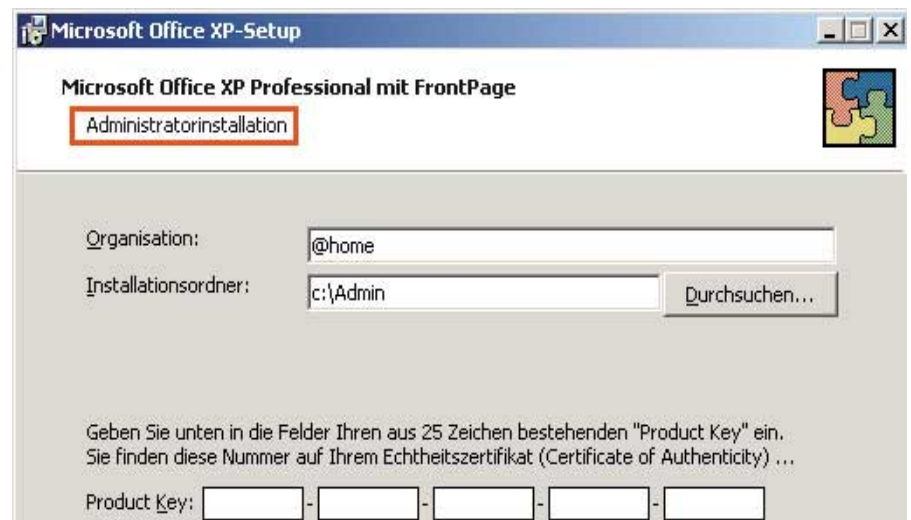 Microsoft Office XP-Setup
Microsoft Office XP Professional mit FrontPage
Administratorinstallation
Organisation: @home
Installationsordner: c:\Admin Durchsuchen...
Geben Sie unten in die Felder Ihren aus 25 Zeichen bestehenden "Product Key" ein.
Sie finden diese Nummer auf Ihrem Echtheitszertifikat (Certificate of Authenticity) ...
Product Key: - - - -